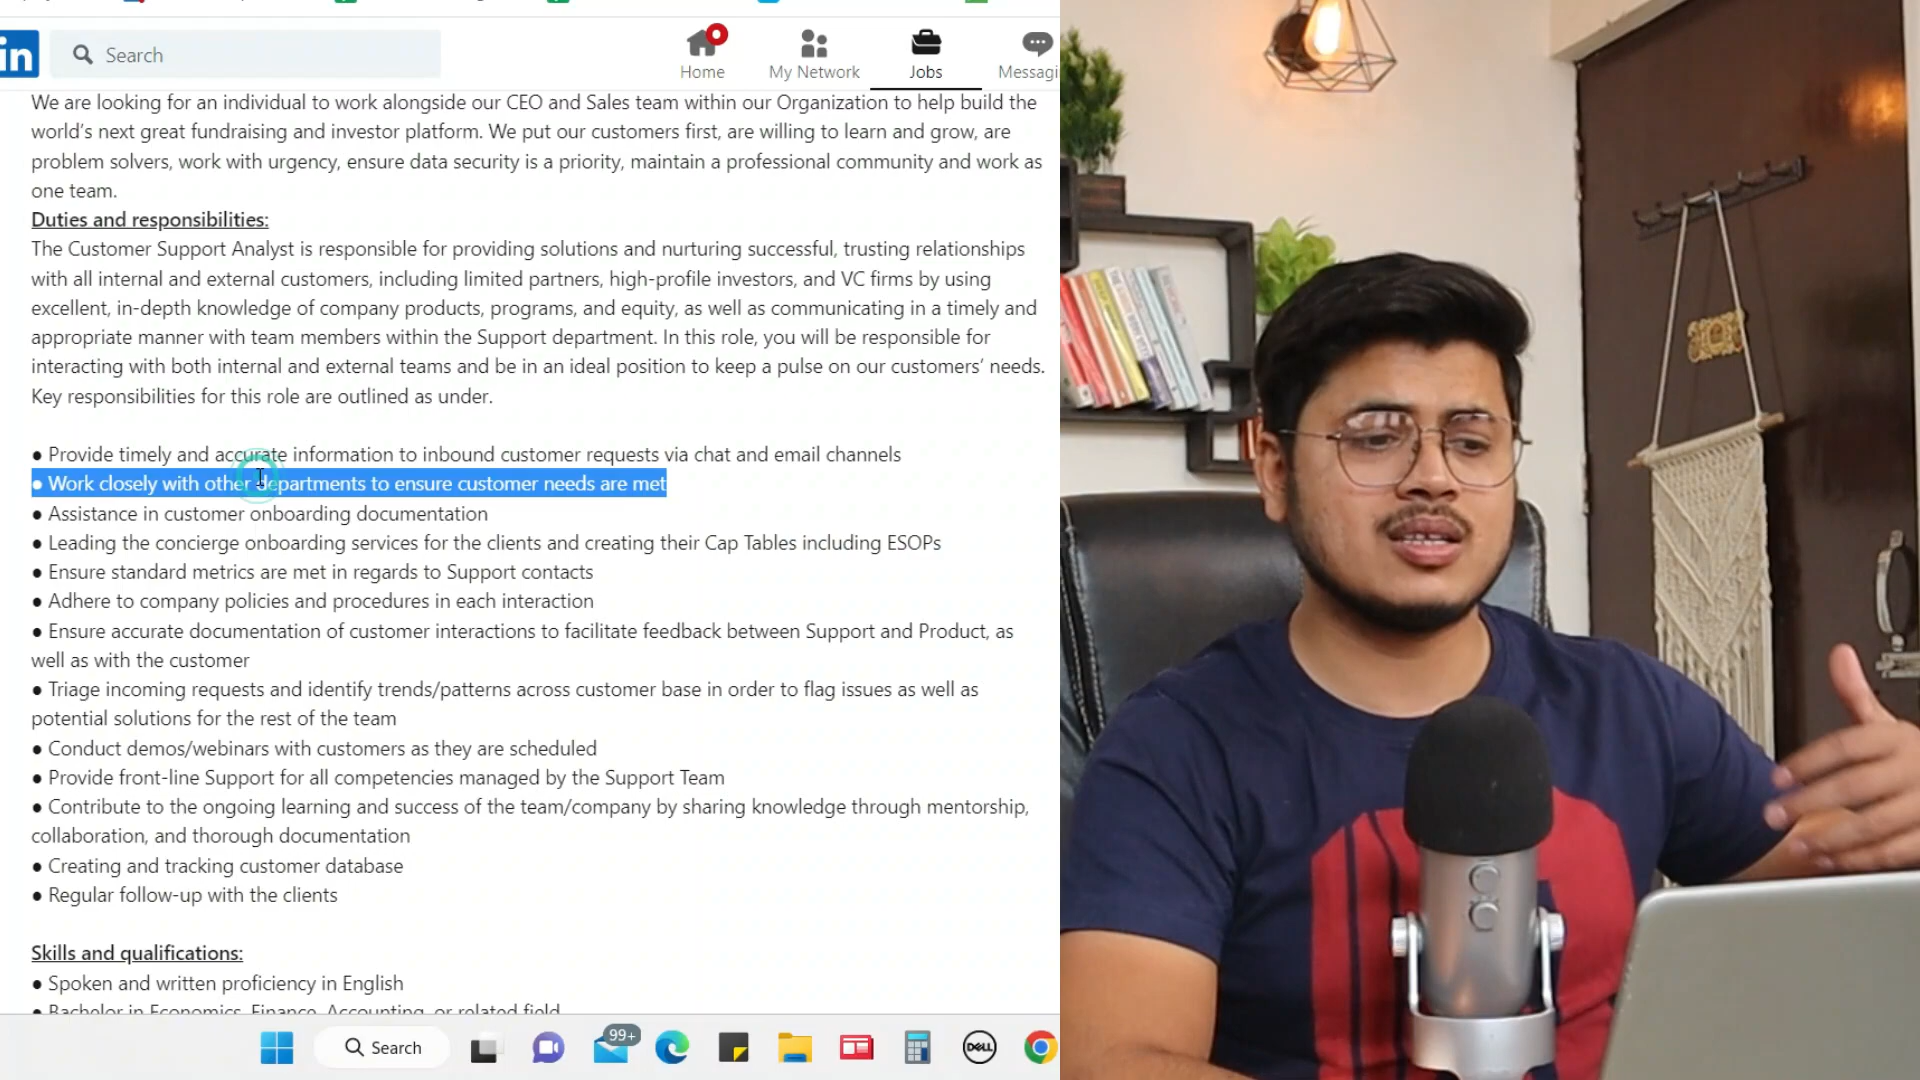 in
Search
Home
My Network
Jobs
Messagi
We are looking for an individual to work alongside our CEO and Sales team within our Organization to help build the
world's next great fundraising and investor platform. We put our customers first, are willing to learn and grow, are
problem solvers, work with urgency, ensure data security is a priority, maintain a professional community and work as
one team.
Duties and responsibilities:
The Customer Support Analyst is responsible for providing solutions and nurturing successful, trusting relationships
with all internal and external customers, including limited partners, high-profile investors, and VC firms by using
excellent, in-depth knowledge of company products, programs, and equity, as well as communicating in a timely and
appropriate manner with team members within the Support department. In this role, you will be responsible for
interacting with both internal and external teams and be in an ideal position to keep a pulse on our customers' needs.
Key responsibilities for this role are outlined as under.
● Provide timely and accurate information to inbound customer requests via chat and email channels
● Work closely with other departments to ensure customer needs are met
● Assistance in customer onboarding documentation
● Leading the concierge onboarding services for the clients and creating their Cap Tables including ESOPs
● Ensure standard metrics are met in regards to Support contacts
● Adhere to company policies and procedures in each interaction
● Ensure accurate documentation of customer interactions to facilitate feedback between Support and Product, as
well as with the customer
● Triage incoming requests and identify trends/patterns across customer base in order to flag issues as well as
potential solutions for the rest of the team
● Conduct demos/webinars with customers as they are scheduled
● Provide front-line Support for all competencies managed by the Support Team
● Contribute to the ongoing learning and success of the team/company by sharing knowledge through mentorship,
collaboration, and thorough documentation
● Creating and tracking customer database
● Regular follow-up with the clients
Skills and qualifications:
● Spoken and written proficiency in English
● Bachelor in Economics, Finance, Accounting, or related field
Search
99+
DELL